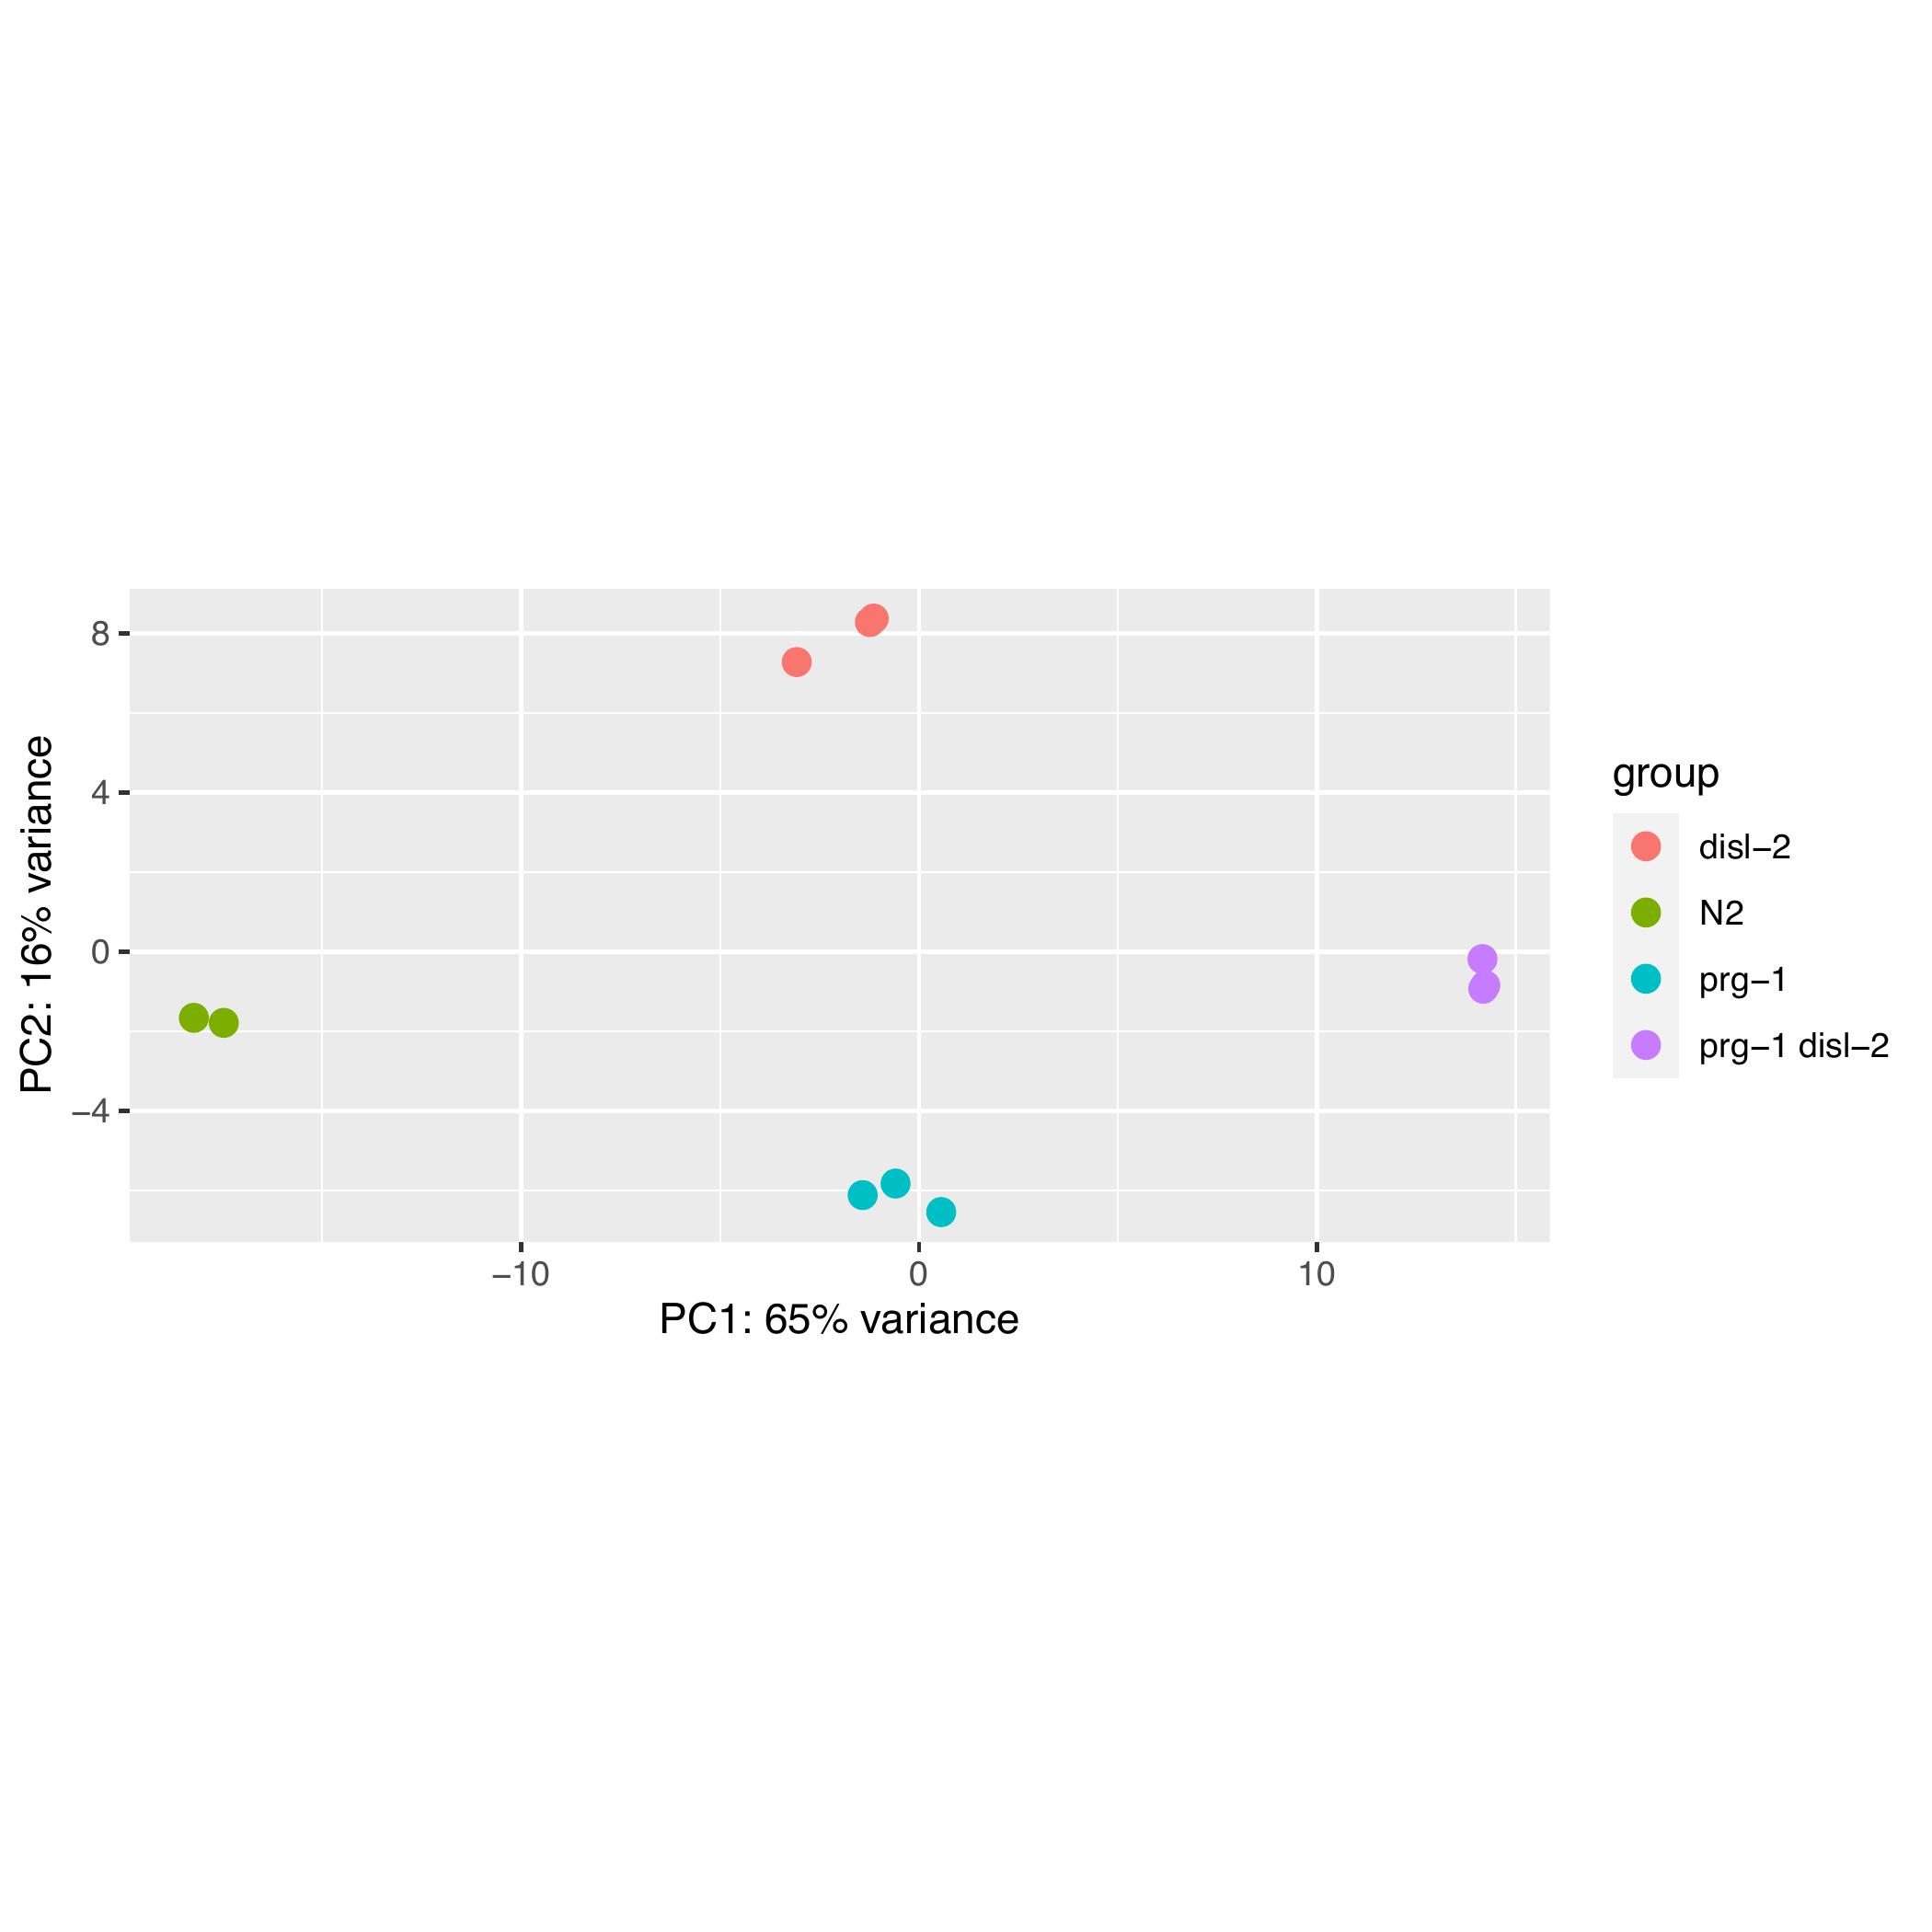 8
4
0
−4
−10
0
10
PC1: 65% variance
PC2: 16% variance
group
disl−2
N2
prg−1
prg−1 disl−2